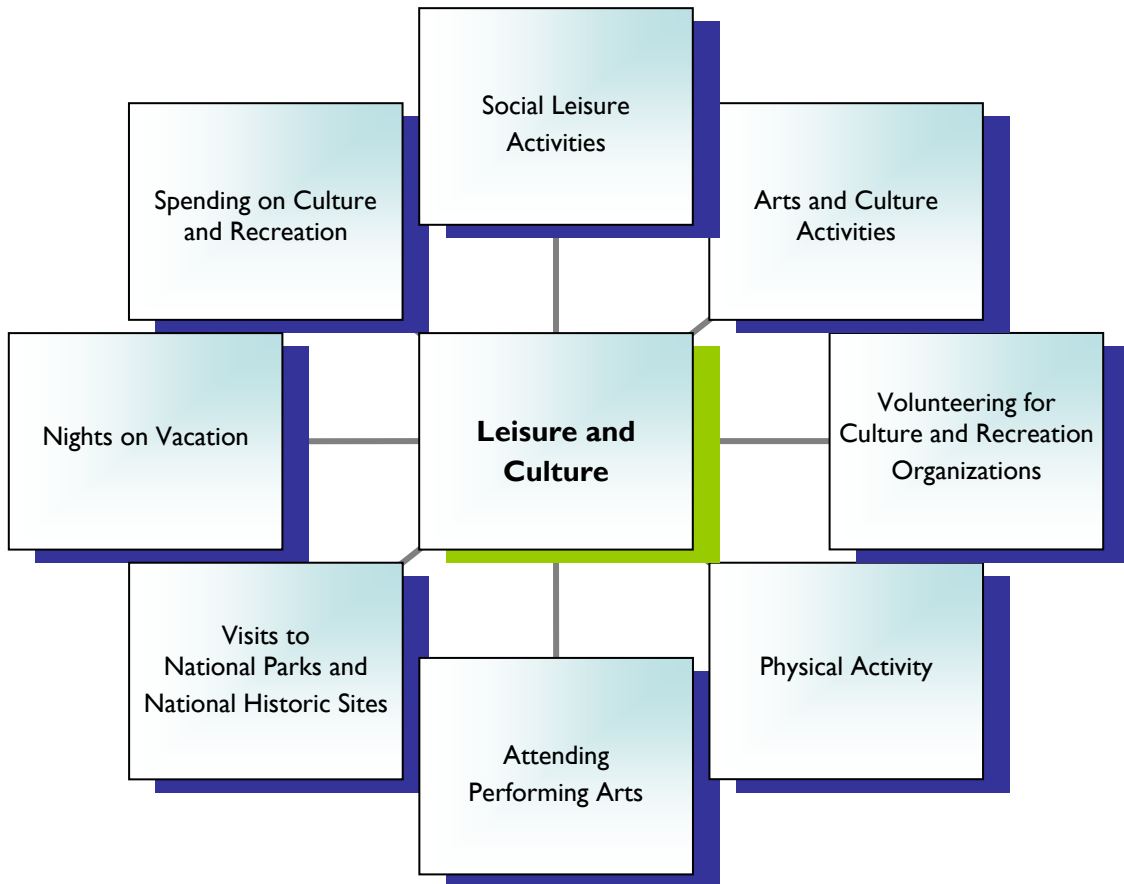 Social Leisure
Activities
Spending on Culture
and Recreation
Arts and Culture
Activities
Nights on Vacation
Leisure and
Culture
Volunteering for
Culture and Recreation
Organizations
Visits to
National Parks and
National Historic Sites
Physical Activity
Attending
Performing Arts